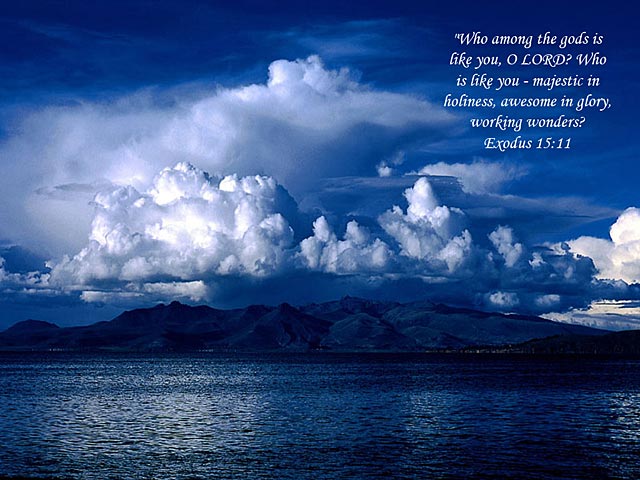 "Who among the gods is
like you, O LORD? Who
is like you - majestic in
holiness, awesome in glory,
working wonders?
Exodus 15:11